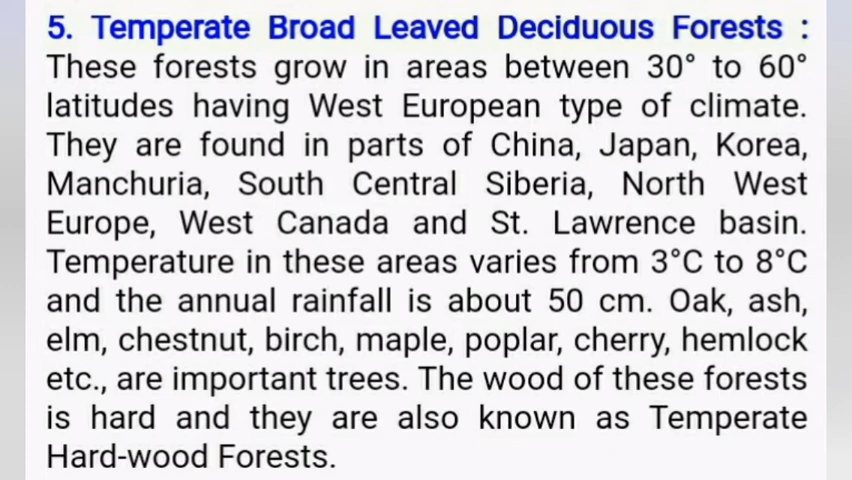 5. Temperate Broad Leaved Deciduous Forests :
These forests grow in areas between 30° to 60°
latitudes having West European type of climate.
They are found in parts of China, Japan, Korea,
Manchuria, South Central Siberia, North West
Europe, West Canada and St. Lawrence basin.
Temperature in these areas varies from 3°C to 8°C
and the annual rainfall is about 50 cm. Oak, ash,
elm, chestnut, birch, maple, poplar, cherry, hemlock
etc., are important trees. The wood of these forests
is hard and they are also known as Temperate
Hard-wood Forests.